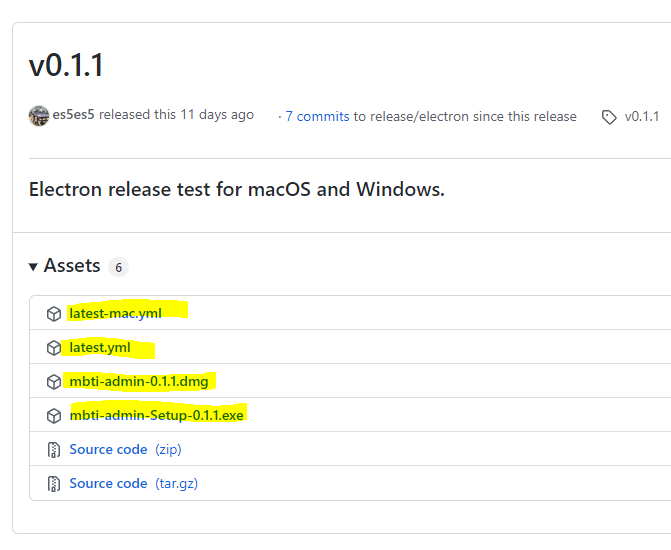 v0.1.1
es5es5 released this 11 days ago · 7 commits to release/electron since this release v0.1.1
Electron release test for macOS and Windows.
Assets 6
latest-mac.yml
latest.yml
mbti-admin-0.1.1.dmg
mbti-admin-Setup-0.1.1.exe
Source code (zip)
Source code (tar.gz)